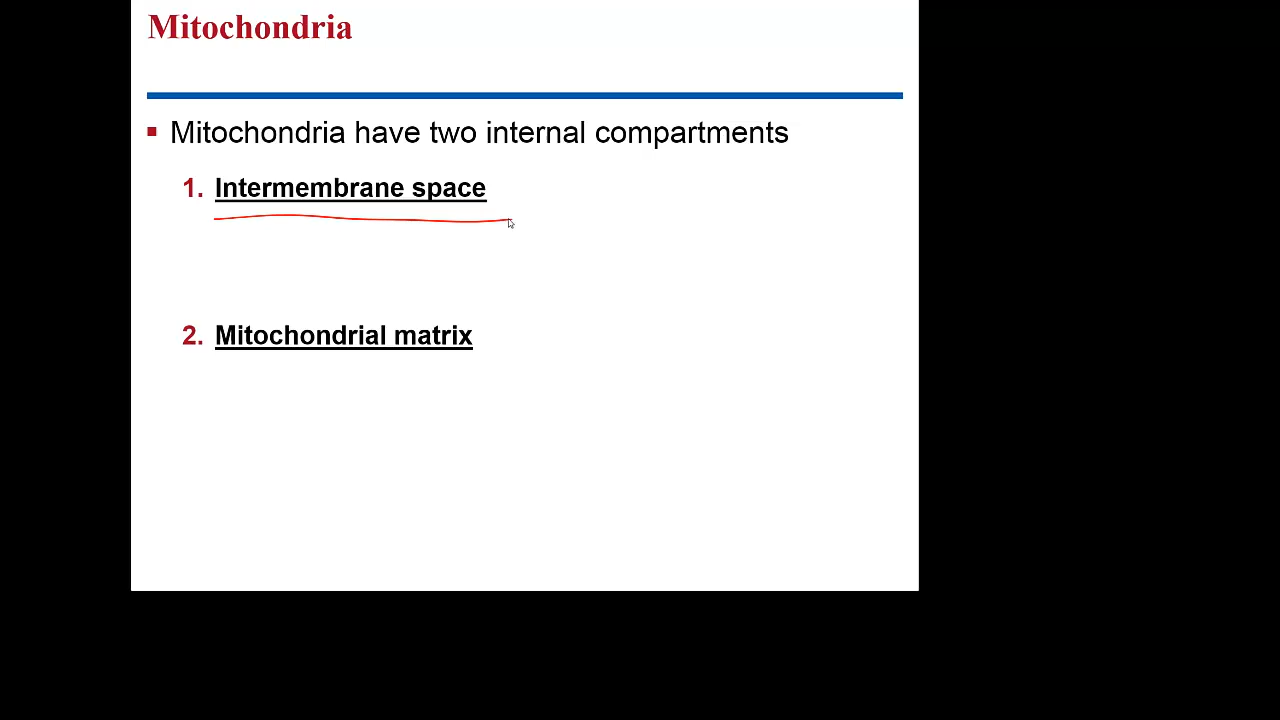 Mitochondria
Mitochondria have two internal compartments
1. Intermembrane space
2. Mitochondrial matrix